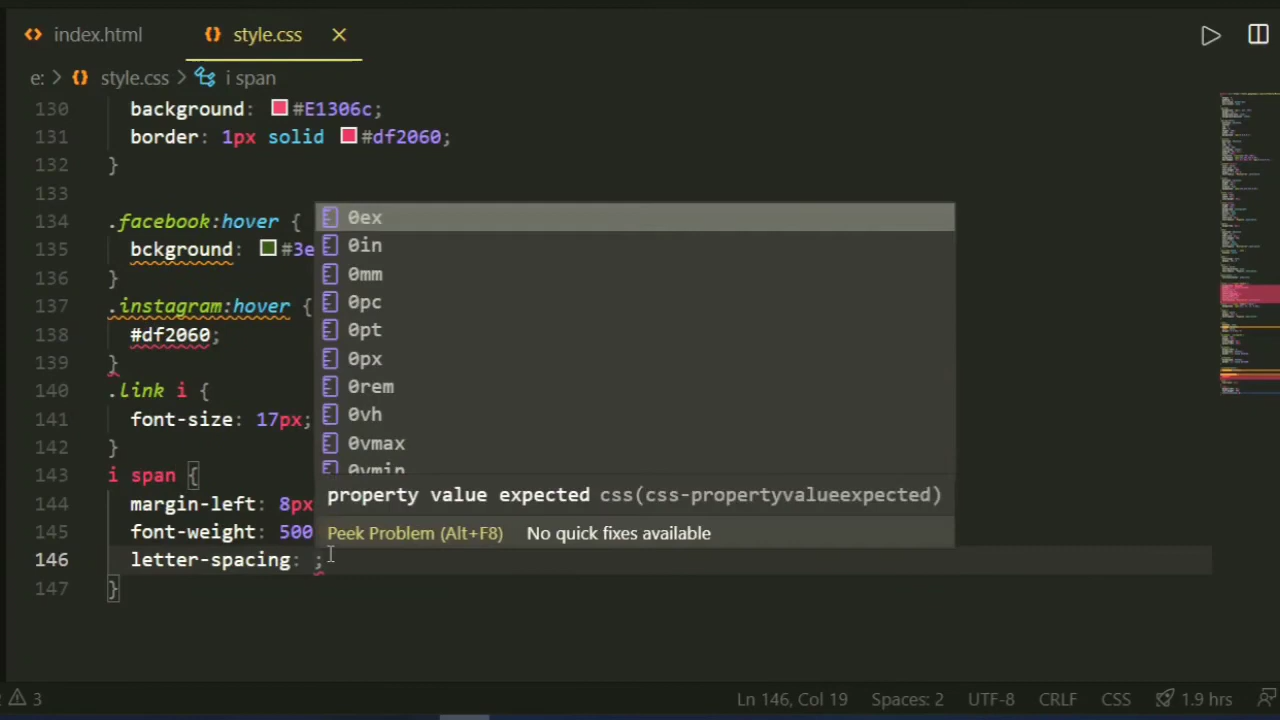 index.html style.css
e: style.css i span
130 background: #E1306c;
131 border: 1px solid #df2060;
132 }
133
134 .facebook:hover {
135 bckground: #3e
136 }
137 .instagram:hover {
138 #df2060;
139 }
140 .link i {
141 font-size: 17px;
142 }
143 i span {
144 margin-left: 8px
145 font-weight: 500
146 letter-spacing: ;
147 }
0ex
0in
0mm
0pc
0pt
0px
0rem
0vh
0vmax
0vmin
property value expected css(css-propertyvalueexpected)
Peek Problem (Alt+F8) No quick fixes available
3 Ln 146, Col 19 Spaces: 2 UTF-8 CRLF CSS 1.9 hrs